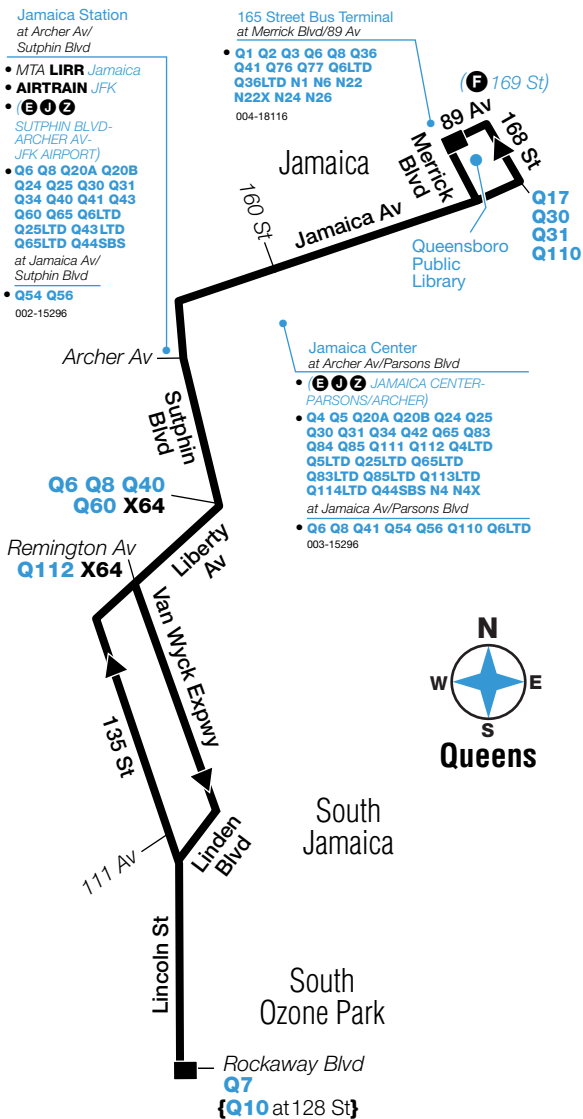 Jamaica Station
at Archer Av/
Sutphin Blvd
• MTA LIRR Jamaica
• AIRTRAIN JFK
• (E J Z
SUTPHIN BLVD-
ARCHER AV-
JFK AIRPORT)
• Q6 Q8 Q20A Q20B
Q24 Q25 Q30 Q31
Q34 Q40 Q41 Q43
Q60 Q65 Q6LTD
Q25LTD Q43LTD
Q65LTD Q44SBS
at Jamaica Av/
Sutphin Blvd
• Q54 Q56
002-15296
165 Street Bus Terminal
at Merrick Blvd/89 Av
• Q1 Q2 Q3 Q6 Q8 Q36
Q41 Q76 Q77 Q6LTD
Q36LTD N1 N6 N22
N22X N24 N26
004-18116
(F 169 St)
89 Av
168 St
Merrick
Blvd
Jamaica
Q17
Q30
Q31
Q110
Queensboro
Public
Library
160 St
Jamaica Av
Archer Av
Jamaica Center
at Archer Av/Parsons Blvd
• (E J Z JAMAICA CENTER-
PARSONS/ARCHER)
• Q4 Q5 Q20A Q20B Q24 Q25
Q30 Q31 Q34 Q42 Q65 Q83
Q84 Q85 Q111 Q112 Q4LTD
Q5LTD Q25LTD Q65LTD
Q83LTD Q85LTD Q113LTD
Q114LTD Q44SBS N4 N4X
at Jamaica Av/Parsons Blvd
• Q6 Q8 Q41 Q54 Q56 Q110 Q6LTD
003-15296
Sutphin
Blvd
Q6 Q8 Q40
Q60 X64
Liberty
Av
Remington Av
Q112 X64
Van Wyck Expwy
135 St
N
W
E
S
Queens
South
Jamaica
Linden
Blvd
111 Av
Lincoln St
South
Ozone Park
Rockaway Blvd
Q7
{Q10 at 128 St}